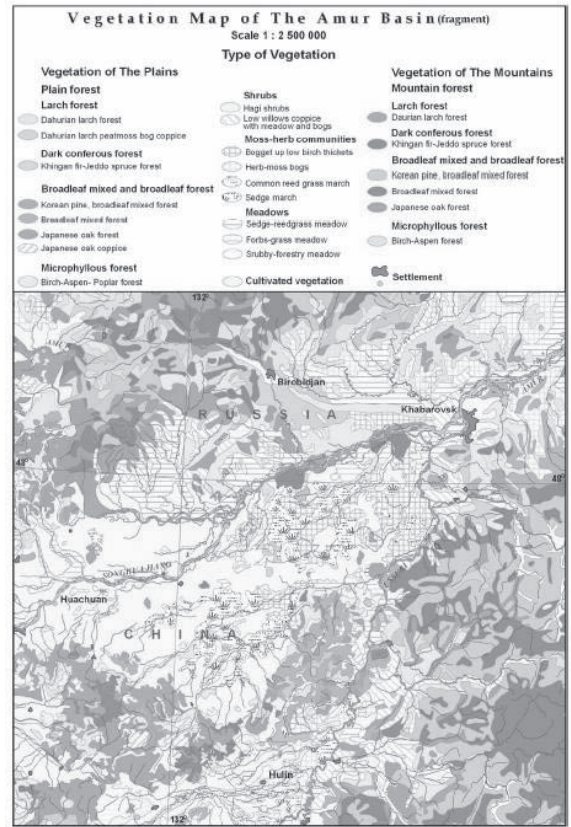 Vegetation Map of The Amur Basin (fragment)
Scale 1 : 2 500 000
Type of Vegetation
Vegetation of The Plains
Plain forest
Larch forest
Dahurian larch forest
Dahurian larch peatmoss bog coppice
Dark coniferous forest
Khingan fir-Jeddo spruce forest
Broadleaf mixed and broadleaf forest
Korean pine, broadleaf mixed forest
Broadleaf mixed forest
Japanese oak forest
Japanese oak coppice
Microphyllous forest
Birch-Aspen- Poplar forest
Shrubs
Hagi shrubs
Low willows coppice
with meadow and bogs
Moss-herb communities
Bogget up low birch thickets
Herb-moss bogs
Common reed grass march
Sedge march
Meadows
Sedge-reedgrass meadow
Forbs-grass meadow
Srubby-forestry meadow
Cultivated vegetation
Vegetation of The Mountains
Mountain forest
Larch forest
Daurian larch forest
Dark conferous forest
Khingan fir-Jeddo spruce forest
Broadleaf mixed and broadleaf forest
Korean pine, broadleaf mixed forest
Broadleaf mixed forest
Japanese oak forest
Microphyllous forest
Birch-Aspen forest
Settlement
132°
AMUR
AMUR
Birobidjan
Khabarovsk
RUSSIA
48°
48°
SONGHUAJIANG
Huachuan
CHINA
Hulin
132°